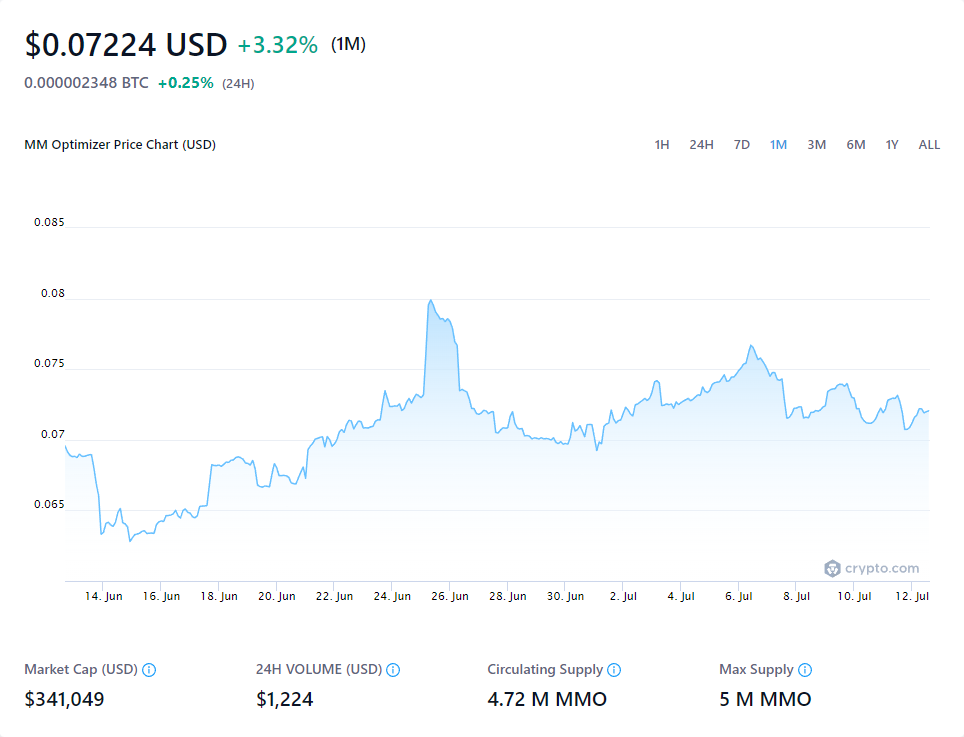 $0.07224 USD +3.32% (1M)
0.000002348 BTC +0.25% (24H)
MM Optimizer Price Chart (USD)
1H 24H 7D 1M 3M 6M 1Y ALL
0.085
0.08
0.075
0.07
0.065
crypto.com
14. Jun 16. Jun 18. Jun 20. Jun 22. Jun 24. Jun 26. Jun 28. Jun 30. Jun 2. Jul 4. Jul 6. Jul 8. Jul 10. Jul 12. Jul
Market Cap (USD) 24H VOLUME (USD) Circulating Supply Max Supply
$341,049 $1,224 4.72 M MMO 5 M MMO